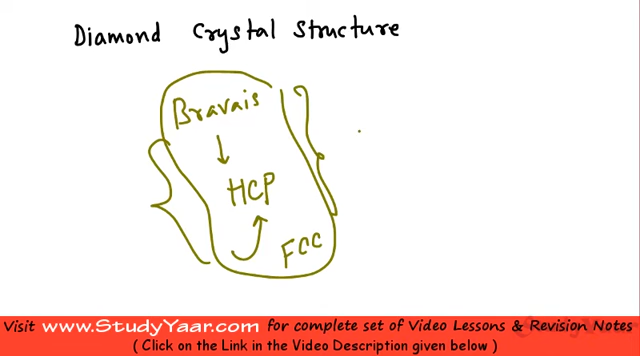 Diamond Crystal Structure
Bravais
HCP
FCC
Visit www.StudyYaar.com for complete set of Video Lessons & Revision Notes
( Click on the Link in the Video Description given below )